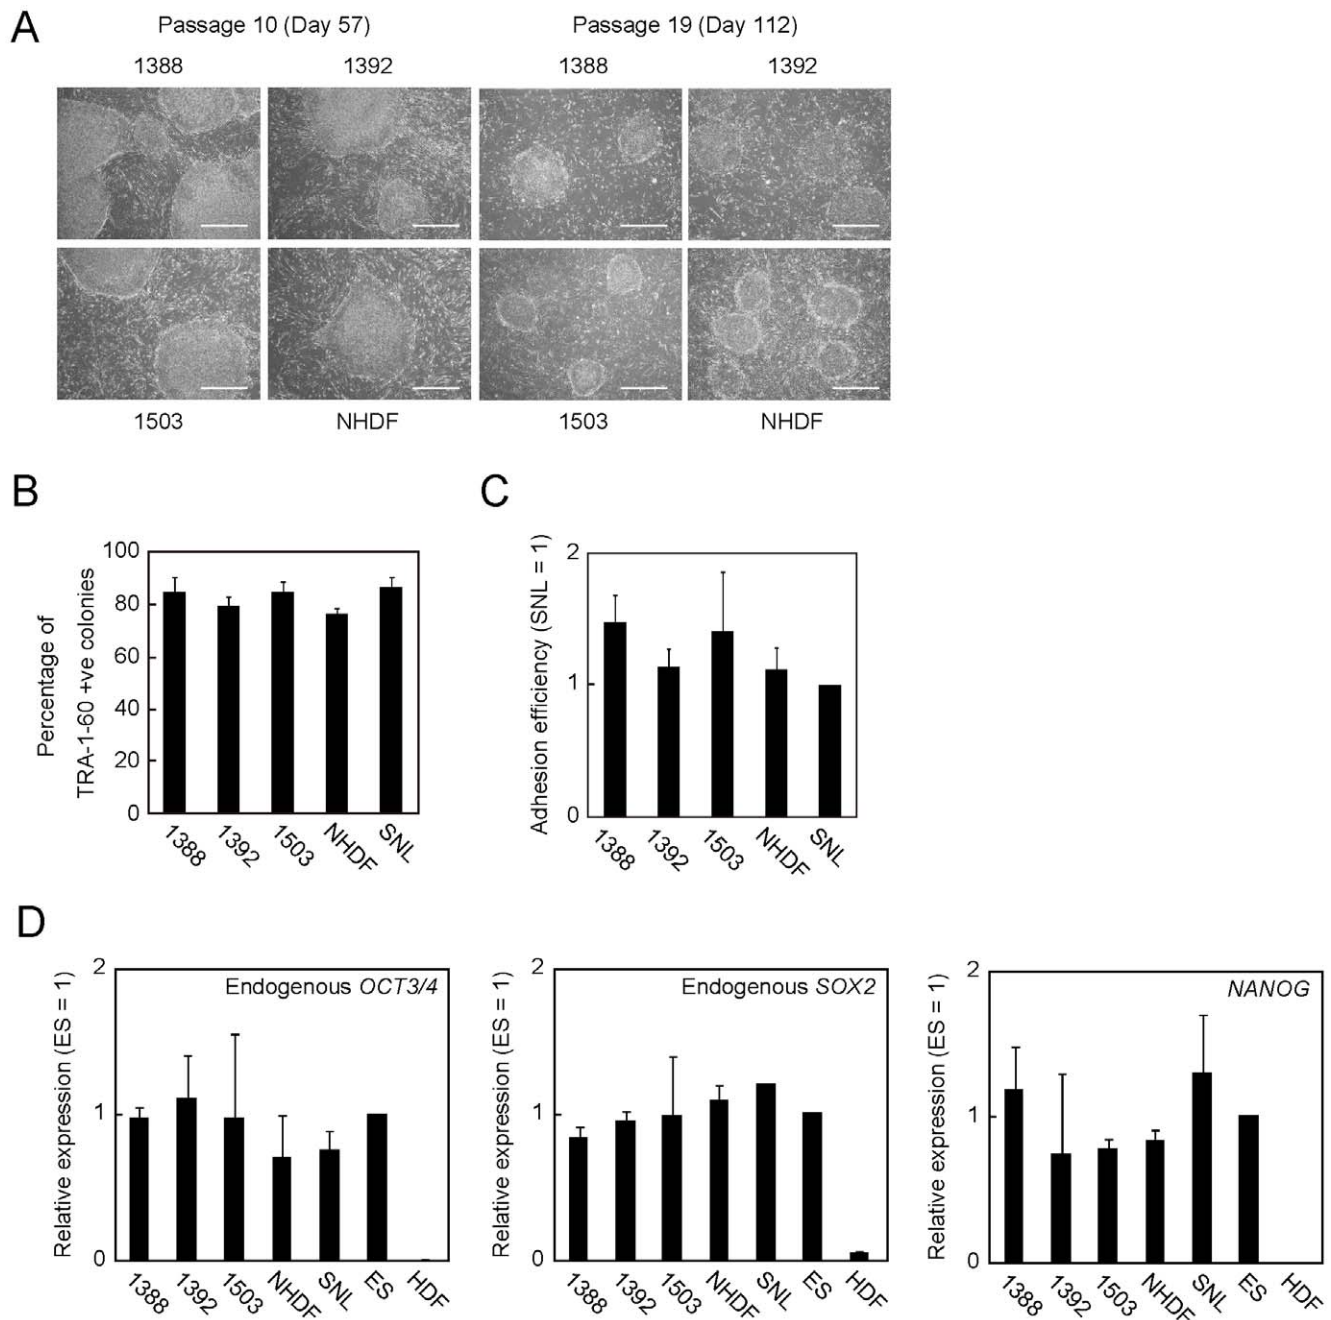 A
Passage 10 (Day 57)
Passage 19 (Day 112)
1388
1392
1388
1392
1503
NHDF
1503
NHDF
B
Percentage of
TRA-1-60 +ve colonies
100
80
60
40
20
0
1388
1392
1503
NHDF
SNL
C
Adhesion efficiency (SNL = 1)
2
1
0
1388
1392
1503
NHDF
SNL
D
Relative expression (ES = 1)
2
1
0
Endogenous OCT3/4
1388
1392
1503
NHDF
SNL
ES
HDF
Relative expression (ES = 1)
2
1
0
Endogenous SOX2
1388
1392
1503
NHDF
SNL
ES
HDF
Relative expression (ES = 1)
2
1
0
NANOG
1388
1392
1503
NHDF
SNL
ES
HDF